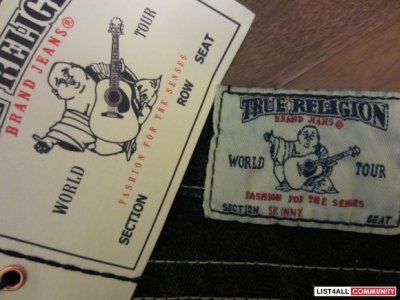 RELIGION
BRAND JEANS®
WORLD TOUR
FASHION FOR THE SENSES
SECTION ROW SEAT
TRUE RELIGION
BRAND JEANS®
WORLD TOUR
FASHION FOR THE SENSES
SECTION SKINNY SEAT
LIST4ALL COMMUNITY